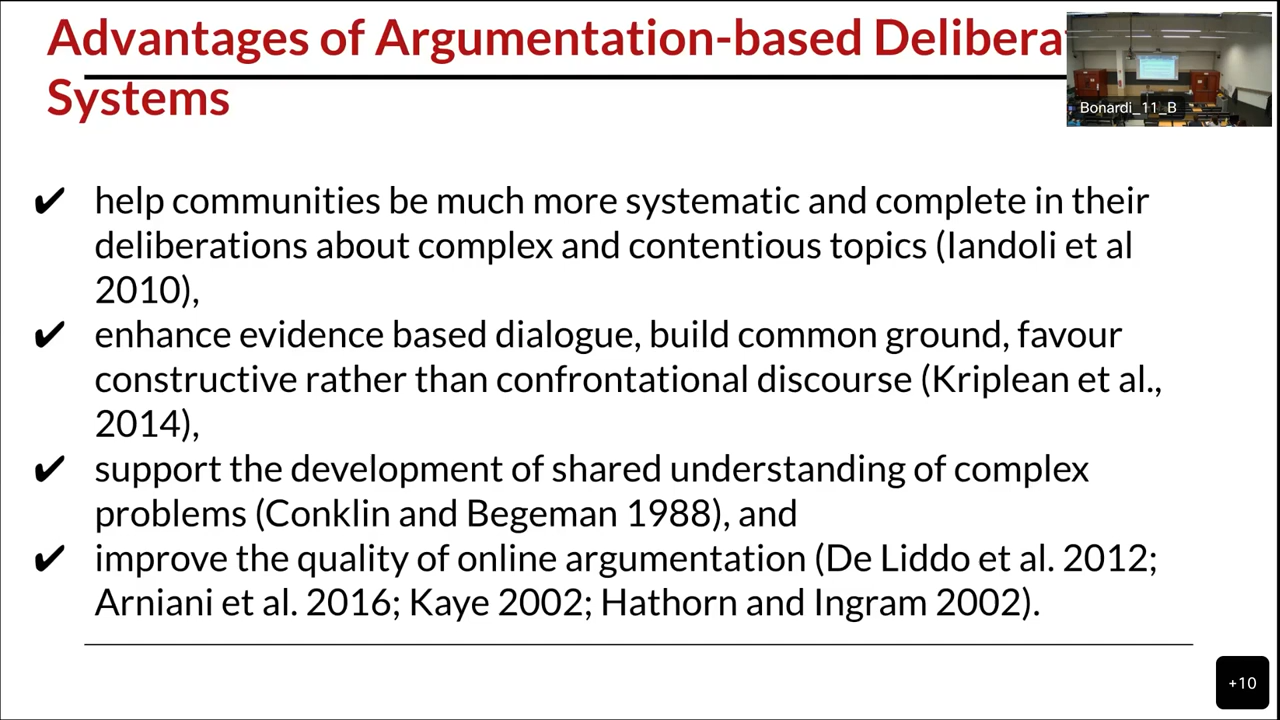 Advantages of Argumentation-based Delibera
Systems
Bonardi_11_B
✔ help communities be much more systematic and complete in their
deliberations about complex and contentious topics (Iandoli et al
2010),
✔ enhance evidence based dialogue, build common ground, favour
constructive rather than confrontational discourse (Kriplean et al.,
2014),
✔ support the development of shared understanding of complex
problems (Conklin and Begeman 1988), and
✔ improve the quality of online argumentation (De Liddo et al. 2012;
Arniani et al. 2016; Kaye 2002; Hathorn and Ingram 2002).
+10